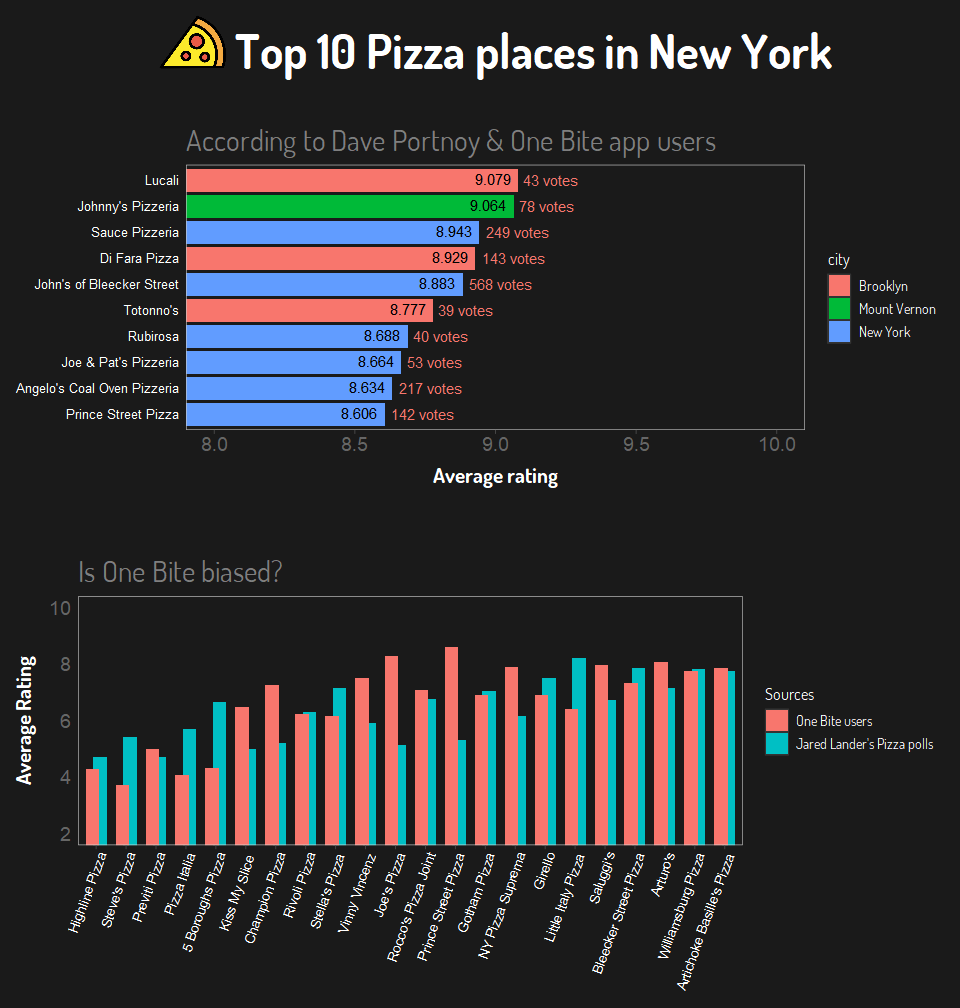 Top 10 Pizza places in New York
According to Dave Portnoy & One Bite app users
Lucali 9.079 43 votes
Johnny's Pizzeria 9.064 78 votes
Sauce Pizzeria 8.943 249 votes
Di Fara Pizza 8.929 143 votes
John's of Bleecker Street 8.883 568 votes
Totonno's 8.777 39 votes
Rubirosa 8.688 40 votes
Joe & Pat's Pizzeria 8.664 53 votes
Angelo's Coal Oven Pizzeria 8.634 217 votes
Prince Street Pizza 8.606 142 votes
8.0 8.5 9.0 9.5 10.0
Average rating
city
Brooklyn
Mount Vernon
New York
Is One Bite biased?
Average Rating
10
8
6
4
2
Highline Pizza
Steve's Pizza
Previti Pizza
Pizza Italia
5 Boroughs Pizza
Kiss My Slice
Champion Pizza
Rivoli Pizza
Stella's Pizza
Vinny Vincenz
Joe's Pizza
Rocco's Pizza Joint
Prince Street Pizza
Gotham Pizza
NY Pizza Suprema
Girello
Little Italy Pizza
Saluggi's
Bleecker Street Pizza
Arturo's
Williamsburg Pizza
Artichoke Basille's Pizza
Sources
One Bite users
Jared Lander's Pizza polls